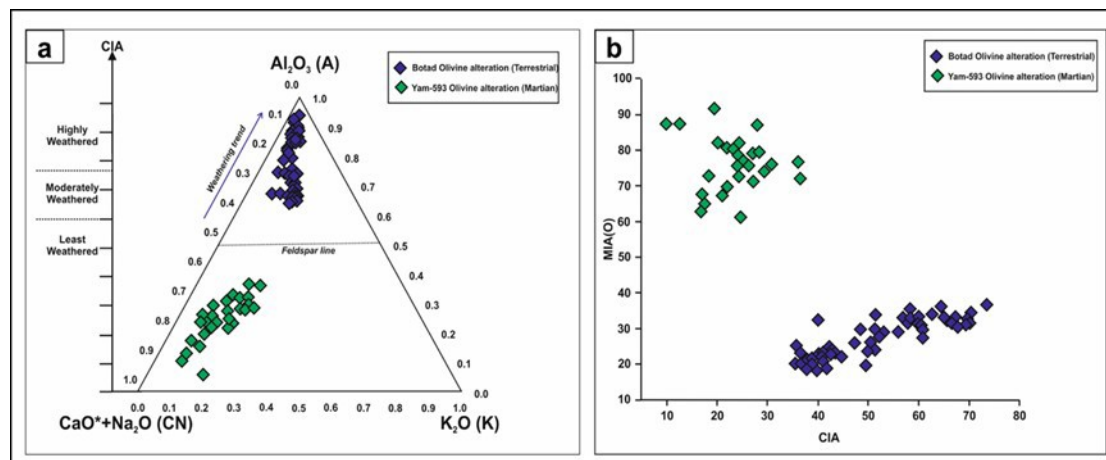 a
CIA
Al₂O₃ (A)
Botad Olivine alteration (Terrestrial)
Yam-593 Olivine alteration (Martian)
Highly
Weathered
Moderately
Weathered
Least
Weathered
Weathering trend
Feldspar line
0.0
0.1
0.2
0.3
0.4
0.5
0.6
0.7
0.8
0.9
1.0
1.0
0.9
0.8
0.7
0.6
0.5
0.4
0.3
0.2
0.1
0.0
0.0 0.1 0.2 0.3 0.4 0.5 0.6 0.7 0.8 0.9 1.0
CaO*+Na₂O (CN)
K₂O (K)
b
Botad Olivine alteration (Terrestrial)
Yam-593 Olivine alteration (Martian)
MIA(O)
100
90
80
70
60
50
40
30
20
10
10 20 30 40 50 60 70 80
CIA